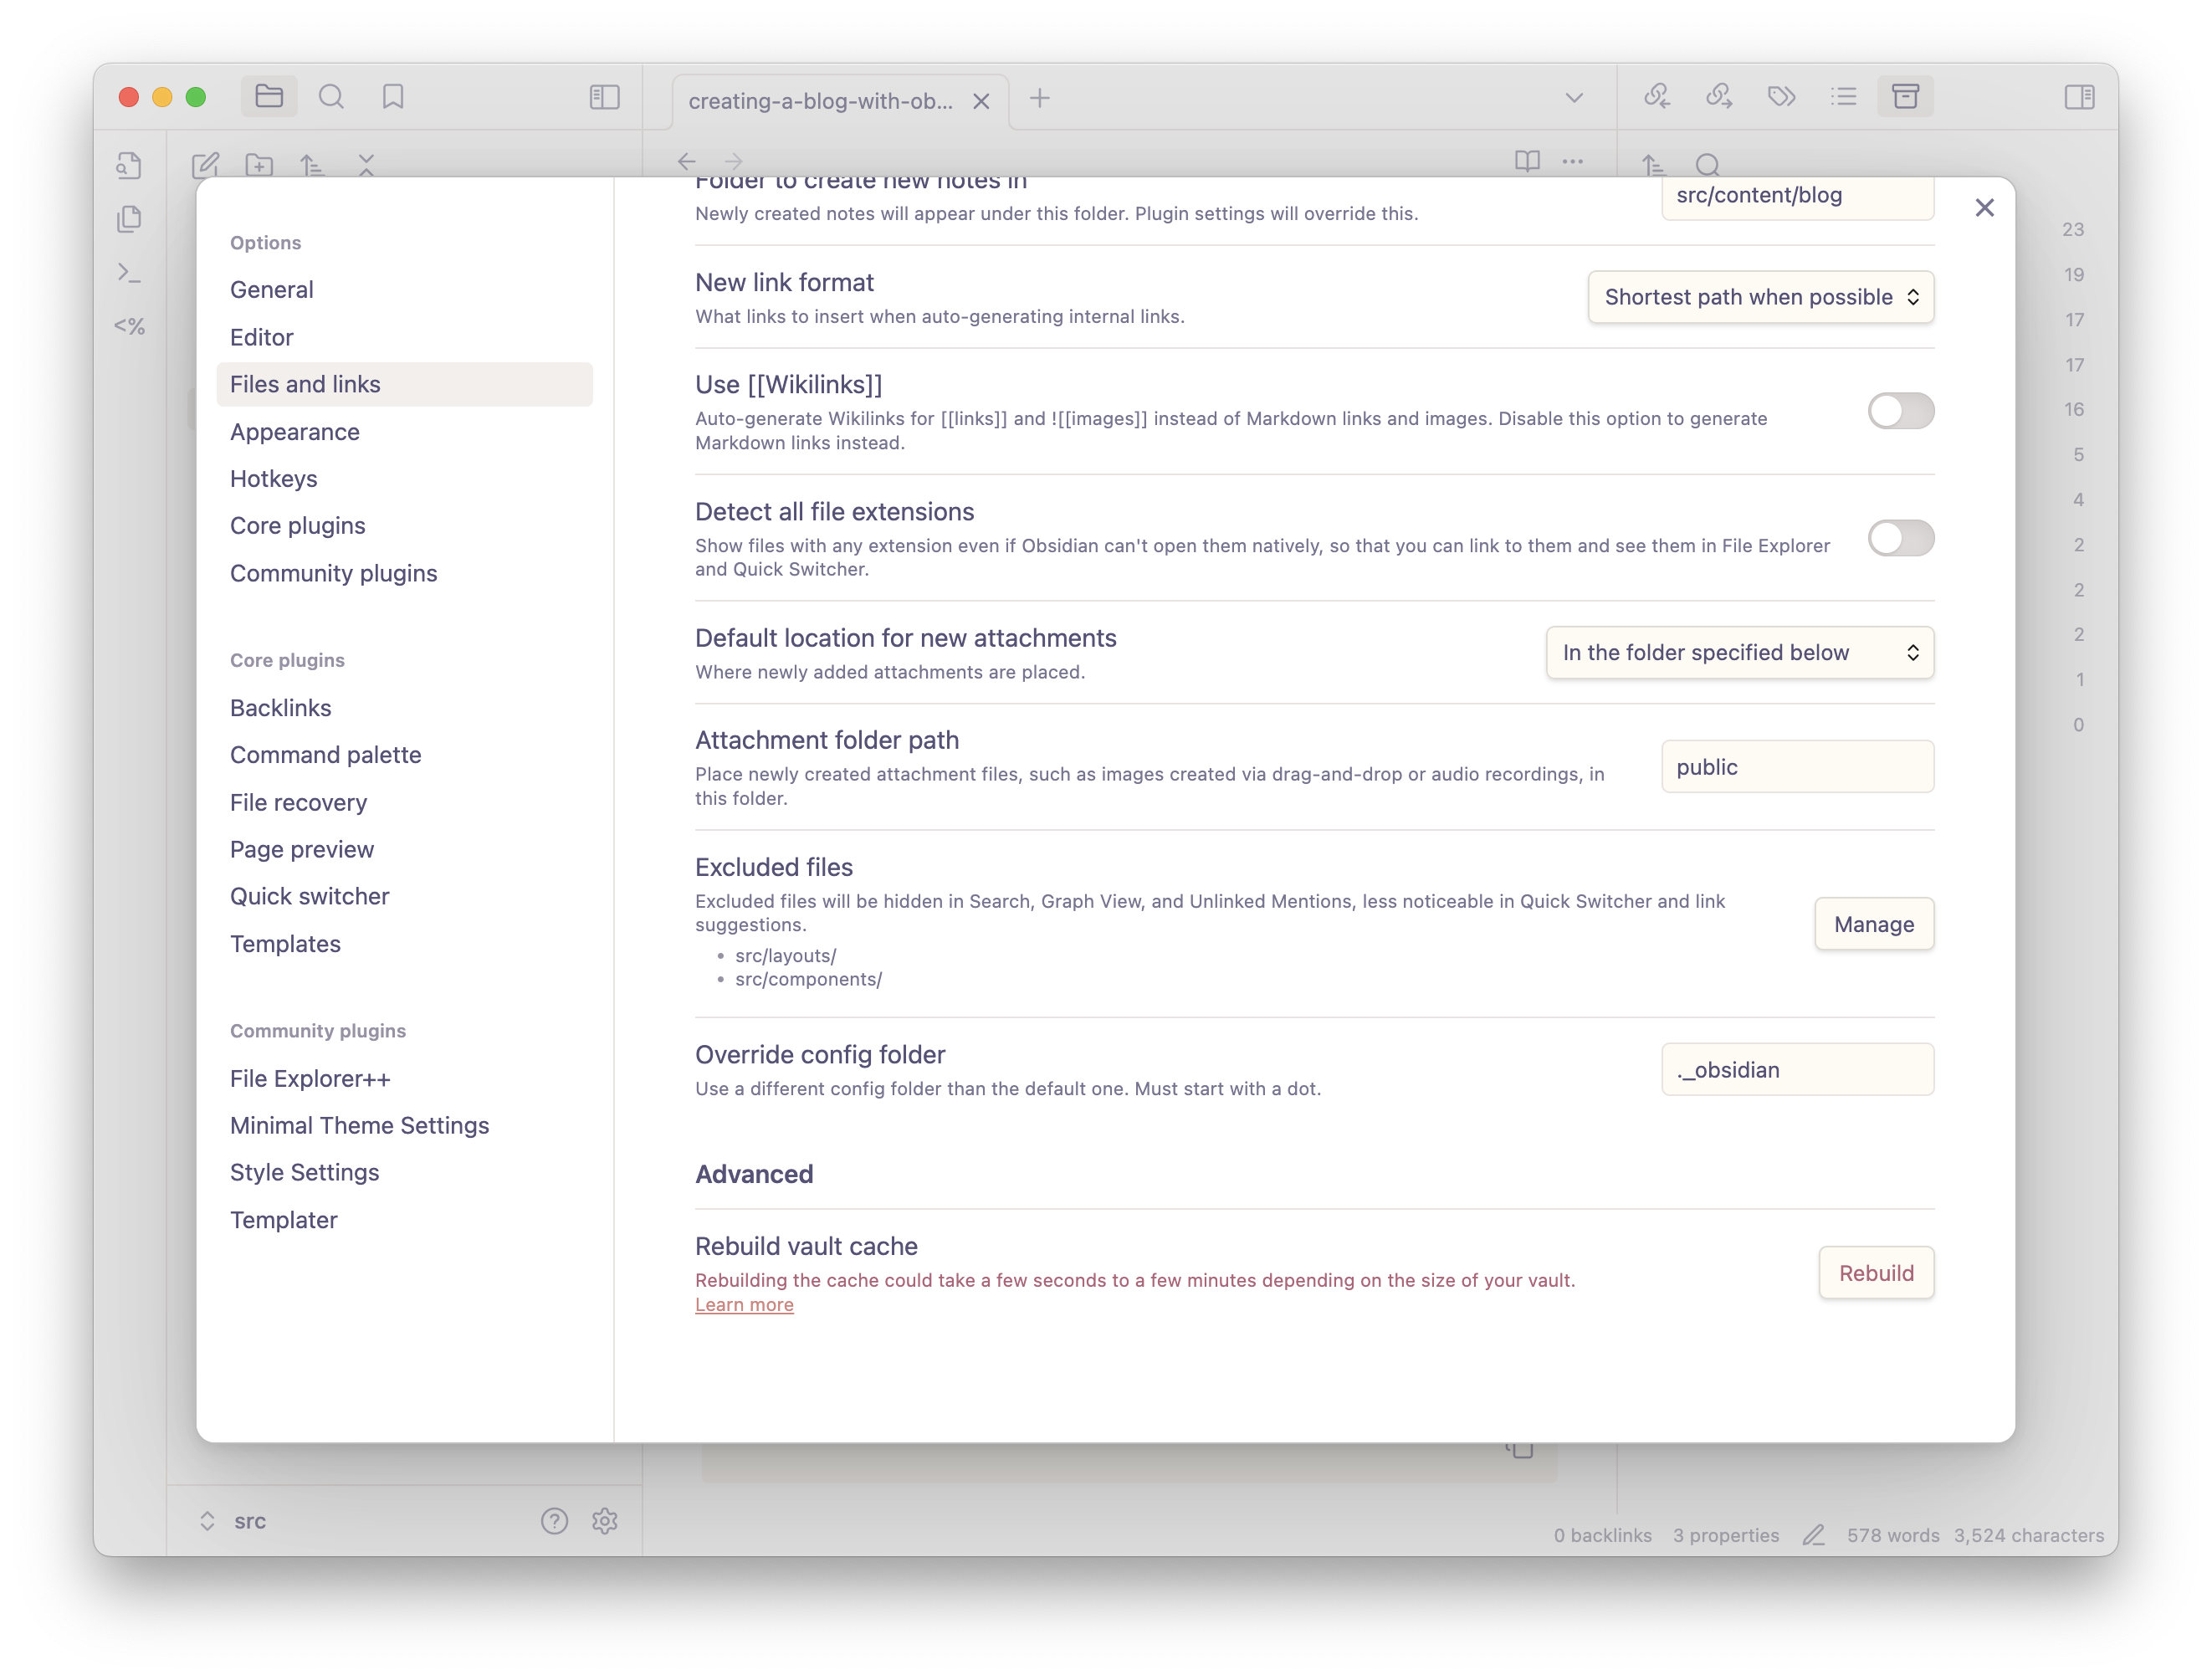 creating-a-blog-with-ob...
<%
Options
General
Editor
Files and links
Appearance
Hotkeys
Core plugins
Community plugins
Core plugins
Backlinks
Command palette
File recovery
Page preview
Quick switcher
Templates
Community plugins
File Explorer++
Minimal Theme Settings
Style Settings
Templater
Folder to create new notes in
Newly created notes will appear under this folder. Plugin settings will override this.
src/content/blog
New link format
What links to insert when auto-generating internal links.
Shortest path when possible
Use [[Wikilinks]]
Auto-generate Wikilinks for [[links]] and ![[images]] instead of Markdown links and images. Disable this option to generate
Markdown links instead.
Detect all file extensions
Show files with any extension even if Obsidian can't open them natively, so that you can link to them and see them in File Explorer
and Quick Switcher.
Default location for new attachments
Where newly added attachments are placed.
In the folder specified below
Attachment folder path
Place newly created attachment files, such as images created via drag-and-drop or audio recordings, in
this folder.
public
Excluded files
Excluded files will be hidden in Search, Graph View, and Unlinked Mentions, less noticeable in Quick Switcher and link
suggestions.
• src/layouts/
• src/components/
Manage
Override config folder
Use a different config folder than the default one. Must start with a dot.
._obsidian
Advanced
Rebuild vault cache
Rebuilding the cache could take a few seconds to a few minutes depending on the size of your vault.
Learn more
Rebuild
23
19
17
17
16
5
4
2
2
2
1
0
src
0 backlinks 3 properties 578 words 3,524 characters